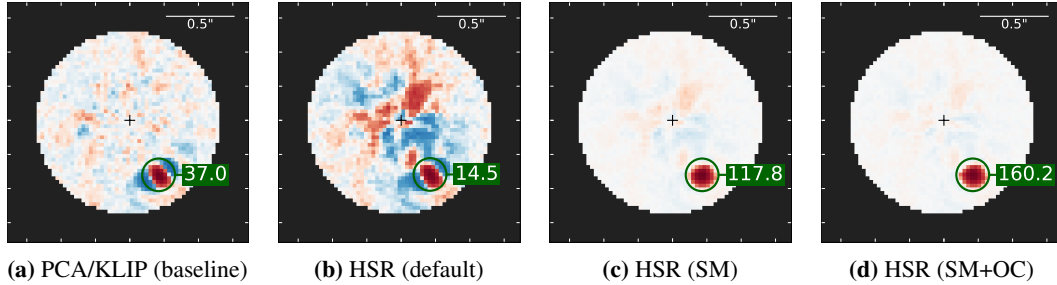 0.5"
0.5"
0.5"
0.5"
37.0
14.5
117.8
160.2
(a) PCA/KLIP (baseline)
(b) HSR (default)
(c) HSR (SM)
(d) HSR (SM+OC)